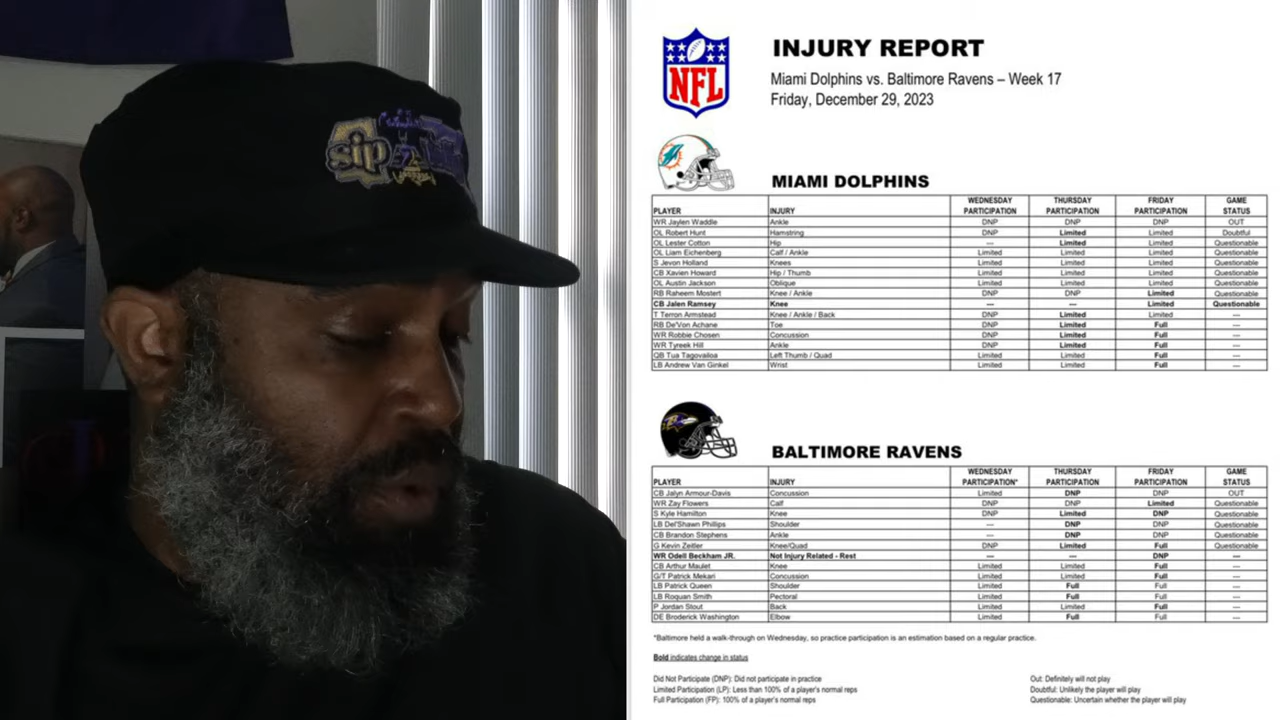 sip
NFL
INJURY REPORT
Miami Dolphins vs. Baltimore Ravens – Week 17
Friday, December 29, 2023
MIAMI DOLPHINS
PLAYER INJURY WEDNESDAY PARTICIPATION THURSDAY PARTICIPATION FRIDAY PARTICIPATION GAME STATUS
WR Jaylen Waddle Ankle DNP DNP DNP OUT
OL Robert Hunt Hamstring DNP Limited Limited Doubtful
OL Lester Cotton Hip --- Limited Limited Questionable
OL Liam Eichenberg Calf / Ankle Limited Limited Limited Questionable
S Jevon Holland Knees Limited Limited Limited Questionable
CB Xavien Howard Hip / Thumb Limited Limited Limited Questionable
OL Austin Jackson Oblique Limited Limited Limited Questionable
RB Raheem Mostert Knee / Ankle DNP DNP Limited Questionable
CB Jalen Ramsey Knee --- --- Limited Questionable
T Terron Armstead Knee / Ankle / Back DNP Limited Limited ---
RB De'Von Achane Toe DNP Limited Full ---
WR Robbie Chosen Concussion DNP Limited Full ---
WR Tyreek Hill Ankle DNP Limited Full ---
QB Tua Tagovailoa Left Thumb / Quad Limited Limited Full ---
LB Andrew Van Ginkel Wrist Limited Limited Full ---
BALTIMORE RAVENS
PLAYER INJURY WEDNESDAY PARTICIPATION* THURSDAY PARTICIPATION FRIDAY PARTICIPATION GAME STATUS
CB Jalyn Armour-Davis Concussion Limited DNP DNP OUT
WR Zay Flowers Calf DNP DNP Limited Questionable
S Kyle Hamilton Knee DNP Limited DNP Questionable
LB Del'Shawn Phillips Shoulder --- DNP DNP Questionable
CB Brandon Stephens Ankle --- DNP DNP Questionable
G Kevin Zeitler Knee/Quad DNP Limited Full Questionable
WR Odell Beckham JR. Not Injury Related - Rest --- --- DNP ---
CB Arthur Maulet Knee Limited Limited Full ---
G/T Patrick Mekari Concussion Limited Limited Full ---
LB Patrick Queen Shoulder Limited Full Full ---
LB Roquan Smith Pectoral Limited Full Full ---
P Jordan Stout Back Limited Limited Full ---
DE Broderick Washington Elbow Limited Full Full ---
*Baltimore held a walk-through on Wednesday, so practice participation is an estimation based on a regular practice.
Bold indicates change in status
Did Not Participate (DNP): Did not participate in practice
Limited Participation (LP): Less than 100% of a player's normal reps
Full Participation (FP): 100% of a player's normal reps
Out: Definitely will not play
Doubtful: Unlikely the player will play
Questionable: Uncertain whether the player will play